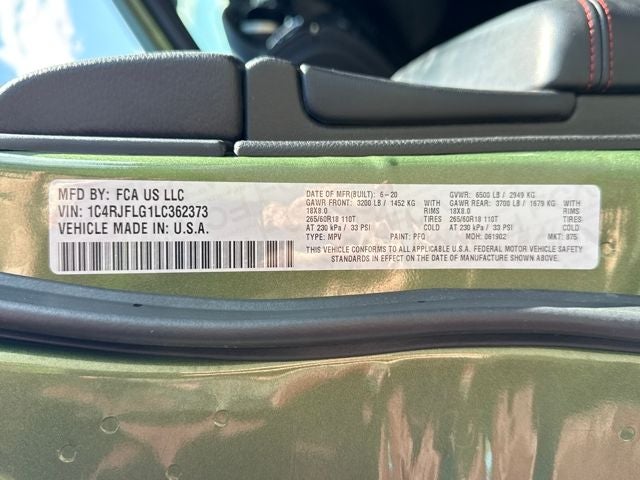 MFD BY: FCA US LLC
VIN: 1C4RJFLG1LC362373
VEHICLE MADE IN: U.S.A.
DATE OF MFR(BUILT): 6-20 GVWR: 6500 LB / 2949 KG
GAWR FRONT: 3200 LB / 1452 KG GAWR REAR: 3700 LB / 1679 KG
18X8.0 RIMS 18X8.0 RIMS
265/60R18 110T TIRES 265/60R18 110T TIRES
AT 230 kPa / 33 PSI COLD AT 230 kPa / 33 PSI COLD
TYPE: MPV PAINT: PFQ MDH: 061902 MKT: 875
THIS VEHICLE CONFORMS TO ALL APPLICABLE U.S.A. FEDERAL MOTOR VEHICLE SAFETY
STANDARDS IN EFFECT ON THE DATE OF MANUFACTURE SHOWN ABOVE.